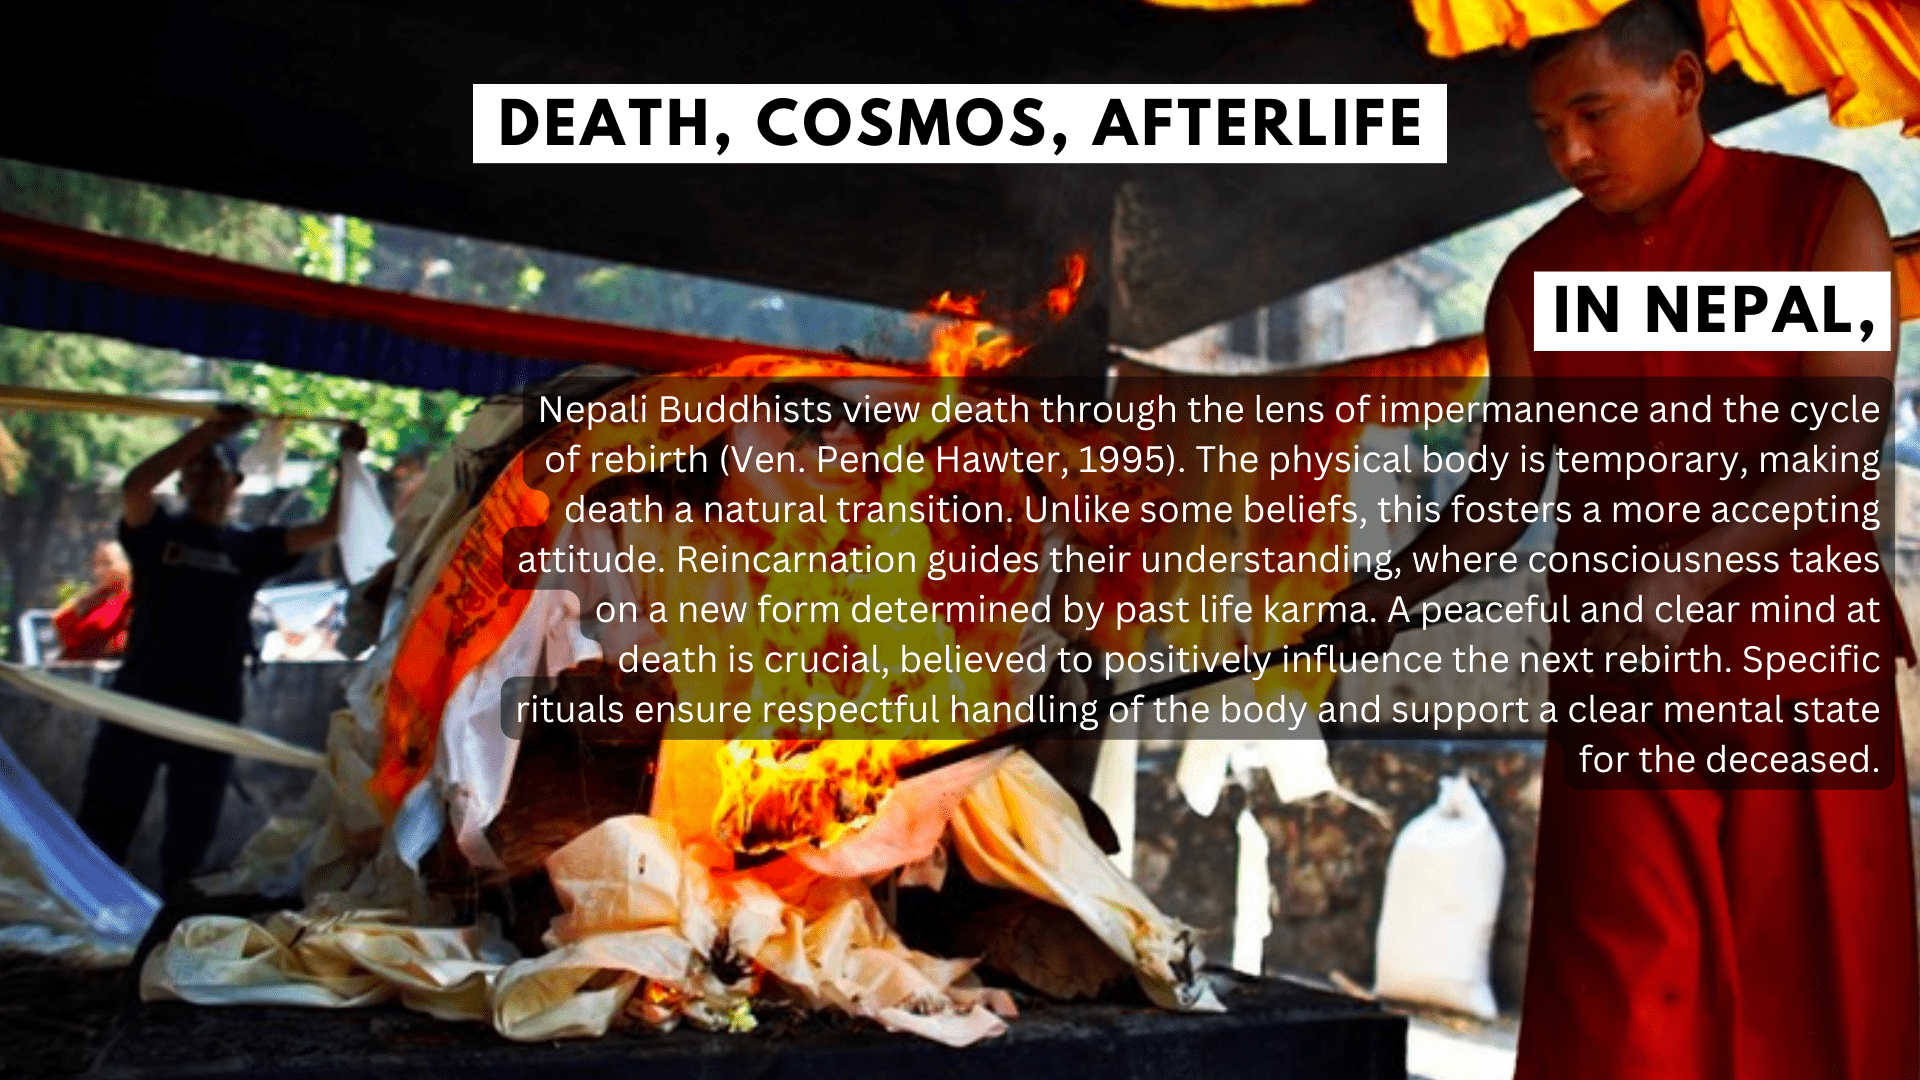 DEATH, COSMOS, AFTERLIFE
IN NEPAL,
Nepali Buddhists view death through the lens of impermanence and the cycle
of rebirth (Ven. Pende Hawter, 1995). The physical body is temporary, making
death a natural transition. Unlike some beliefs, this fosters a more accepting
attitude. Reincarnation guides their understanding, where consciousness takes
on a new form determined by past life karma. A peaceful and clear mind at
death is crucial, believed to positively influence the next rebirth. Specific
rituals ensure respectful handling of the body and support a clear mental state
for the deceased.